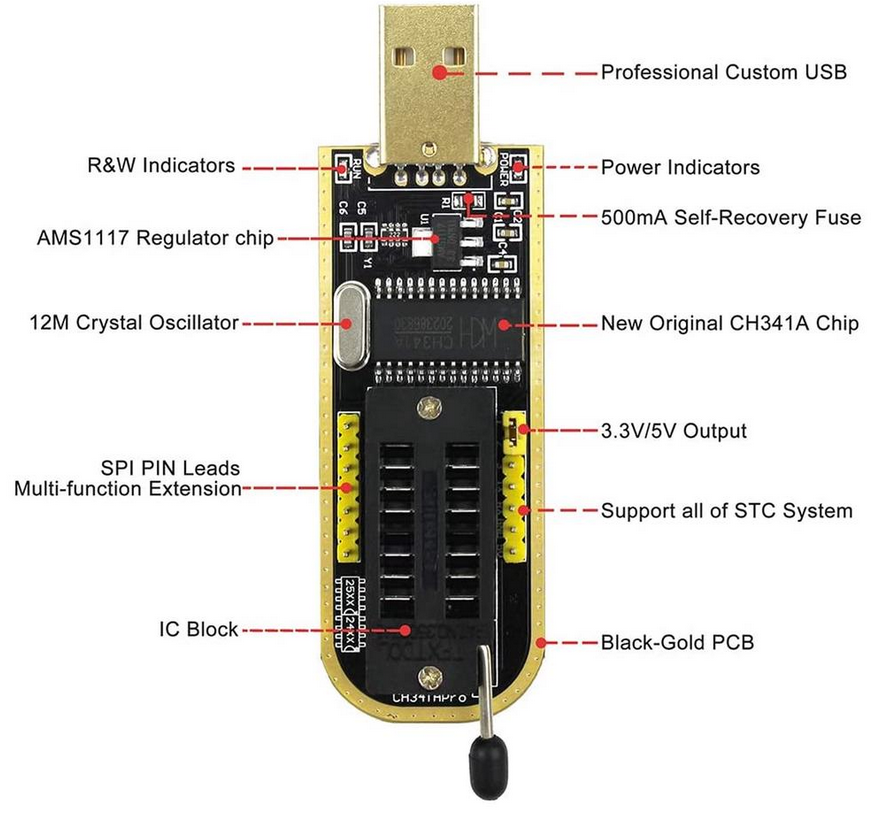 Professional Custom USB
R&W Indicators
Power Indicators
RUN
POWER
500mA Self-Recovery Fuse
R1
C6
C5
U1
C2
AMS1117 Regulator chip
C4
Y1
12M Crystal Oscillator
New Original CH341A Chip
CH341A
3.3V/5V Output
SPI PIN Leads
Multi-function Extension
Support all of STC System
25XX
24XX
IC Block
Black-Gold PCB